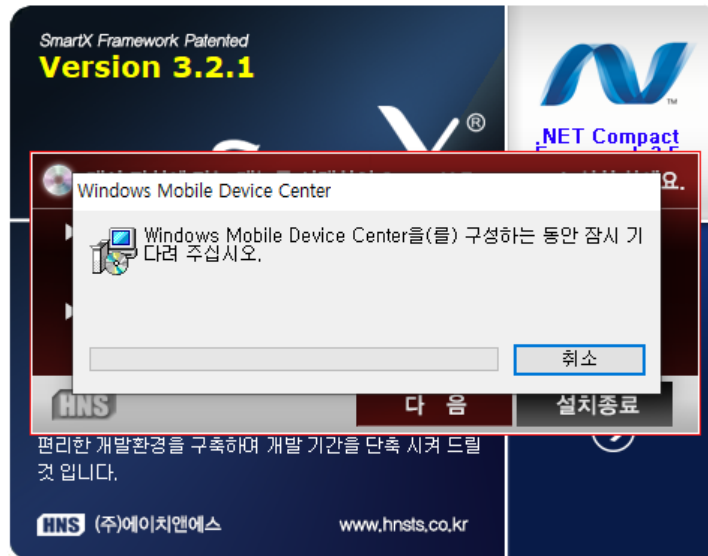 SmartX Framework Patented
Version 3.2.1
®
TM
.NET Compact
요.
Windows Mobile Device Center
Windows Mobile Device Center을(를) 구성하는 동안 잠시 기
다려 주십시오.
취소
HNS
다 음
설치종료
편리한 개발환경을 구축하여 개발 기간을 단축 시켜 드릴
것 입니다.
HNS (주)에이치앤에스
www.hnsts.co.kr